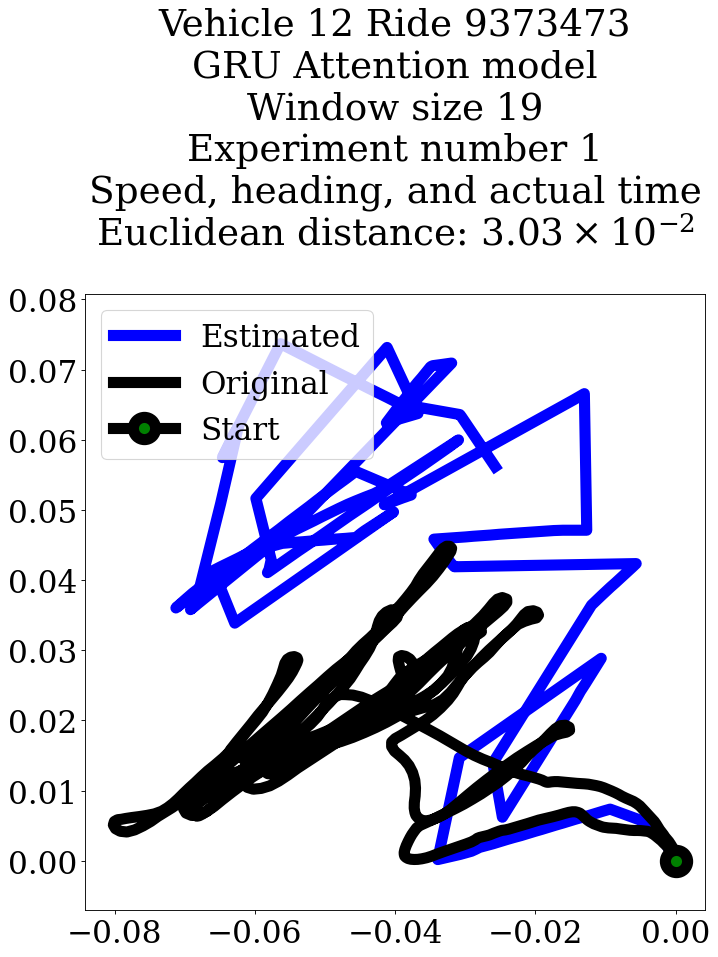 Vehicle 12 Ride 9373473
GRU Attention model
Window size 19
Experiment number 1
Speed, heading, and actual time
Euclidean distance: 3.03 × 10⁻²
0.08
0.07
0.06
0.05
0.04
0.03
0.02
0.01
0.00
Estimated
Original
Start
−0.08 −0.06 −0.04 −0.02 0.00